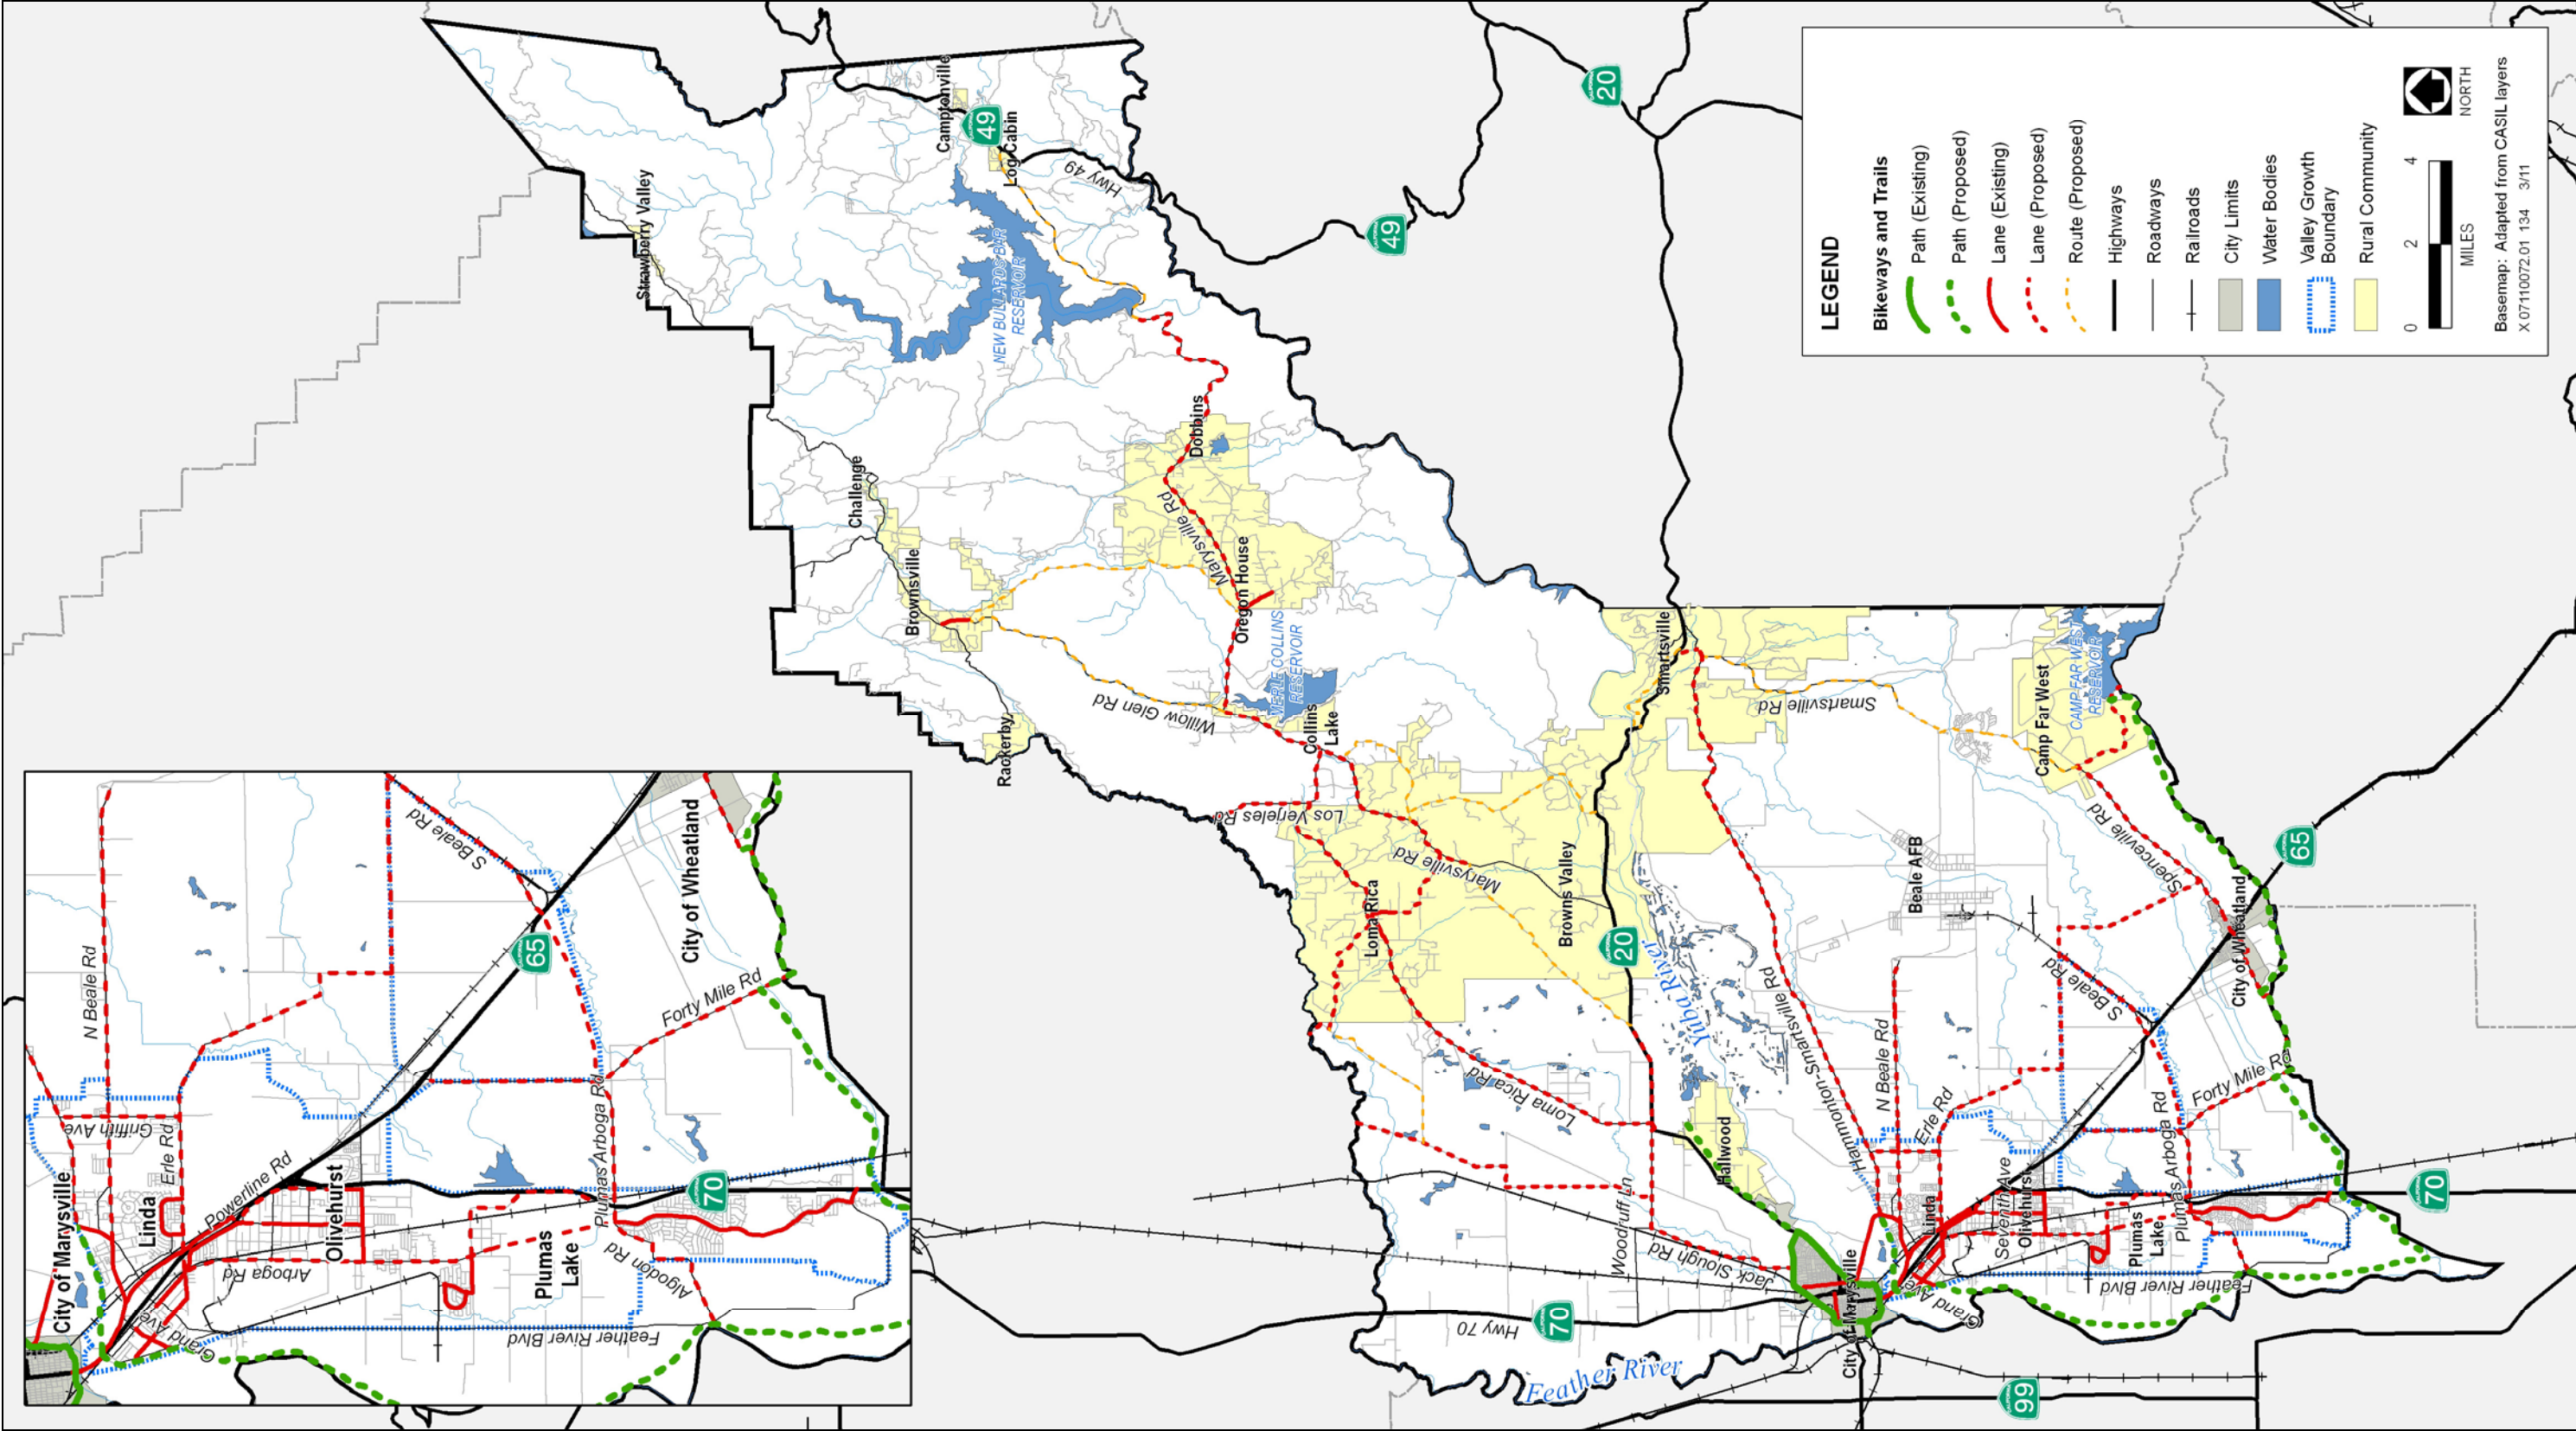 Strawberry Valley
Camptonville
49
Log Cabin
Hwy 49
20
49
NEW BULLARDS BAR
RESERVOIR
Challenge
Brownsville
Dobbins
Marysville Rd
Oregon House
MERLE COLLINS
RESERVOIR
Willow Glen Rd
Rackerby
Collins
Lake
Los Verjeles Rd
Marysville Rd
Loma Rica
Browns Valley
20
Smartsville
Smartsville Rd
Camp Far West
CAMP FAR WEST
RESERVOIR
Yuba River
Hammonton-Smartsville Rd
Beale AFB
Spenceville Rd
65
City of Wheatland
S Beale Rd
N Beale Rd
Erle Rd
Forty Mile Rd
Plumas Arboga Rd
Loma Rica Rd
Hallwood
Woodruff Ln
Jack Slough Rd
Hwy 70
70
Feather River
City of Marysville
Linda
Seventh Ave
Olivehurst
Grand Ave
Plumas
Lake
Feather River Blvd
70
99
N Beale Rd
S Beale Rd
City of Wheatland
65
Forty Mile Rd
Griffith Ave
Erle Rd
City of Marysville
Linda
Powerline Rd
Olivehurst
Plumas Arboga Rd
70
Arboga Rd
Plumas
Lake
Algodon Rd
Grand Ave
Feather River Blvd
LEGEND
Bikeways and Trails
Path (Existing)
Path (Proposed)
Lane (Existing)
Lane (Proposed)
Route (Proposed)
Highways
Roadways
Railroads
City Limits
Water Bodies
Valley Growth
Boundary
Rural Community
0 2 4
MILES
NORTH
Basemap: Adapted from CASIL layers
X 07110072.01 134 3/11